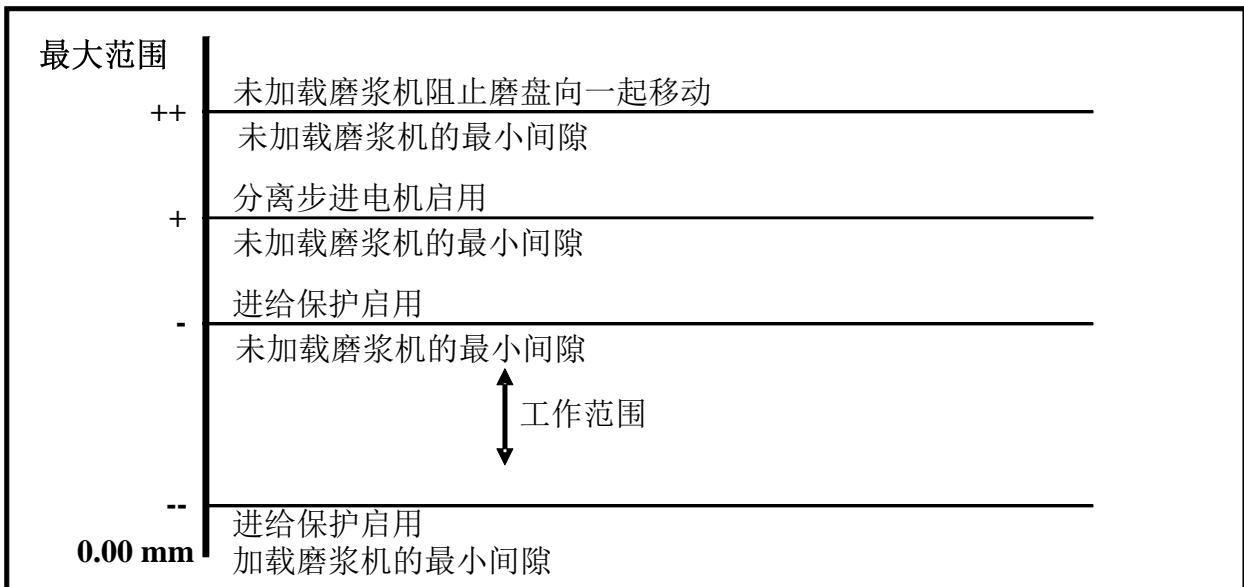 最大范围
未加载磨浆机阻止磨盘向一起移动
++
未加载磨浆机的最小间隙
分离步进电机启用
+
未加载磨浆机的最小间隙
进给保护启用
-
未加载磨浆机的最小间隙
工作范围
--
进给保护启用
0.00 mm
加载磨浆机的最小间隙